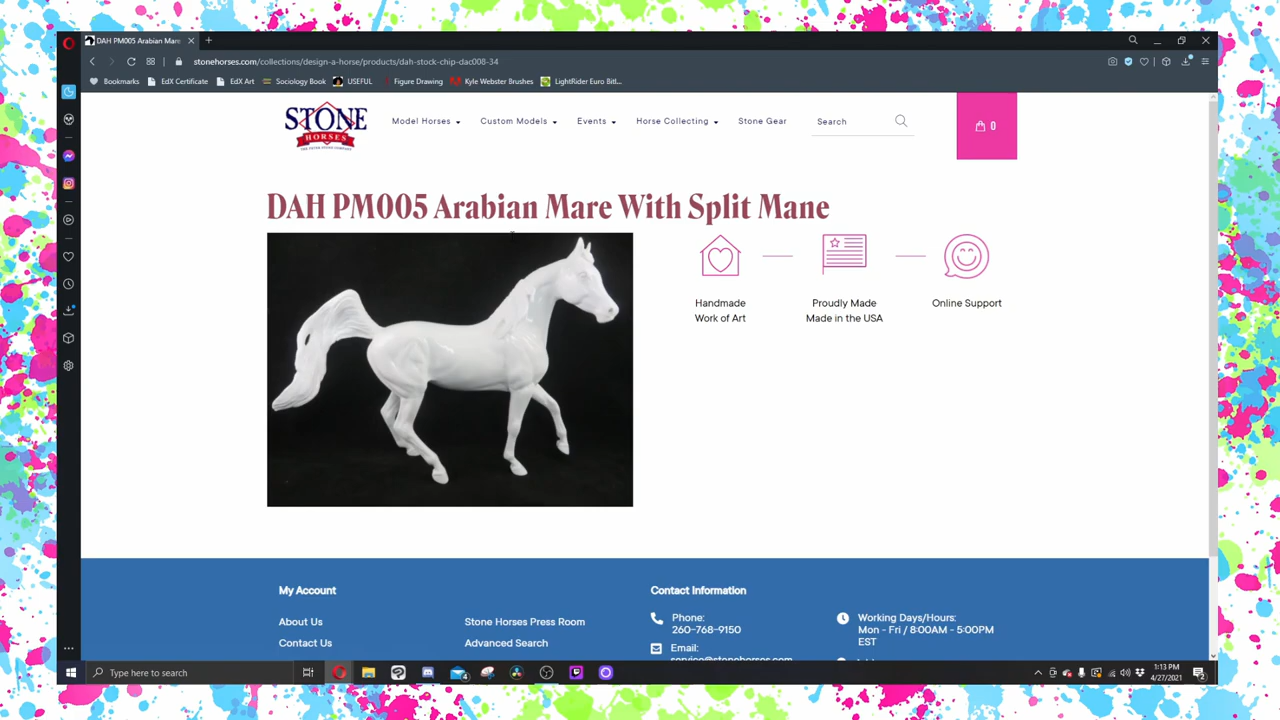 DAH PM005 Arabian Mare
stonehorses.com/collections/design-a-horse/products/dah-stock-chip-dac008-34
Bookmarks EdX Certificate EdX Art Sociology Book USEFUL Figure Drawing Kyle Webster Brushes LightRider Euro Bitl...
STONE
HORSES
Model Horses Custom Models Events Horse Collecting Stone Gear Search 0
DAH PM005 Arabian Mare With Split Mane
Handmade
Work of Art
Proudly Made
Made in the USA
Online Support
My Account
About Us
Contact Us
Stone Horses Press Room
Advanced Search
Contact Information
Phone:
260-768-9150
Email:
service@stonehorses.com
Working Days/Hours:
Mon - Fri / 8:00AM - 5:00PM
EST
Type here to search
1:13 PM
4/27/2021